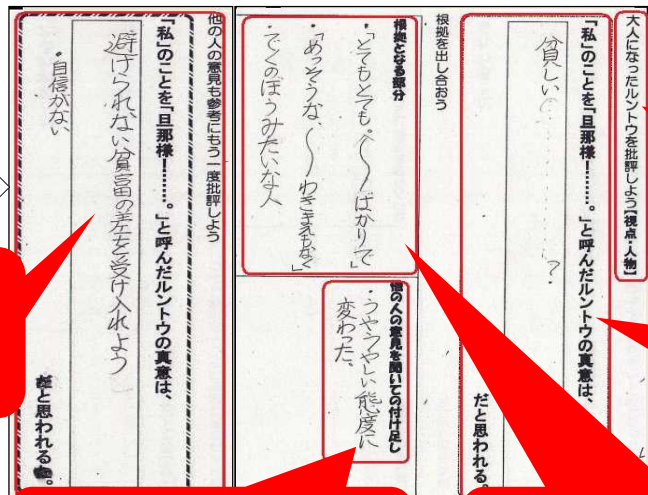 大人になったルントウを批評しよう【視点・人物】
「私」のことを「旦那様！………。」と呼んだルントウの真意は、
貧しい…………？
だと思われる。
根拠を出し合おう
根拠となる部分
・「とてもとても。〜ばかりで」
・「めっそうな、〜わきまえもなく」
・でくのぼうみたいな人
他の人の意見を聞いての付け足し
・うやうやしい態度に
変わった、
他の人の意見も参考にもう一度批評しよう
「私」のことを「旦那様！………。」と呼んだルントウの真意は、
避けられない貧富の差を受け入れよう
・自信がない
と思われる。